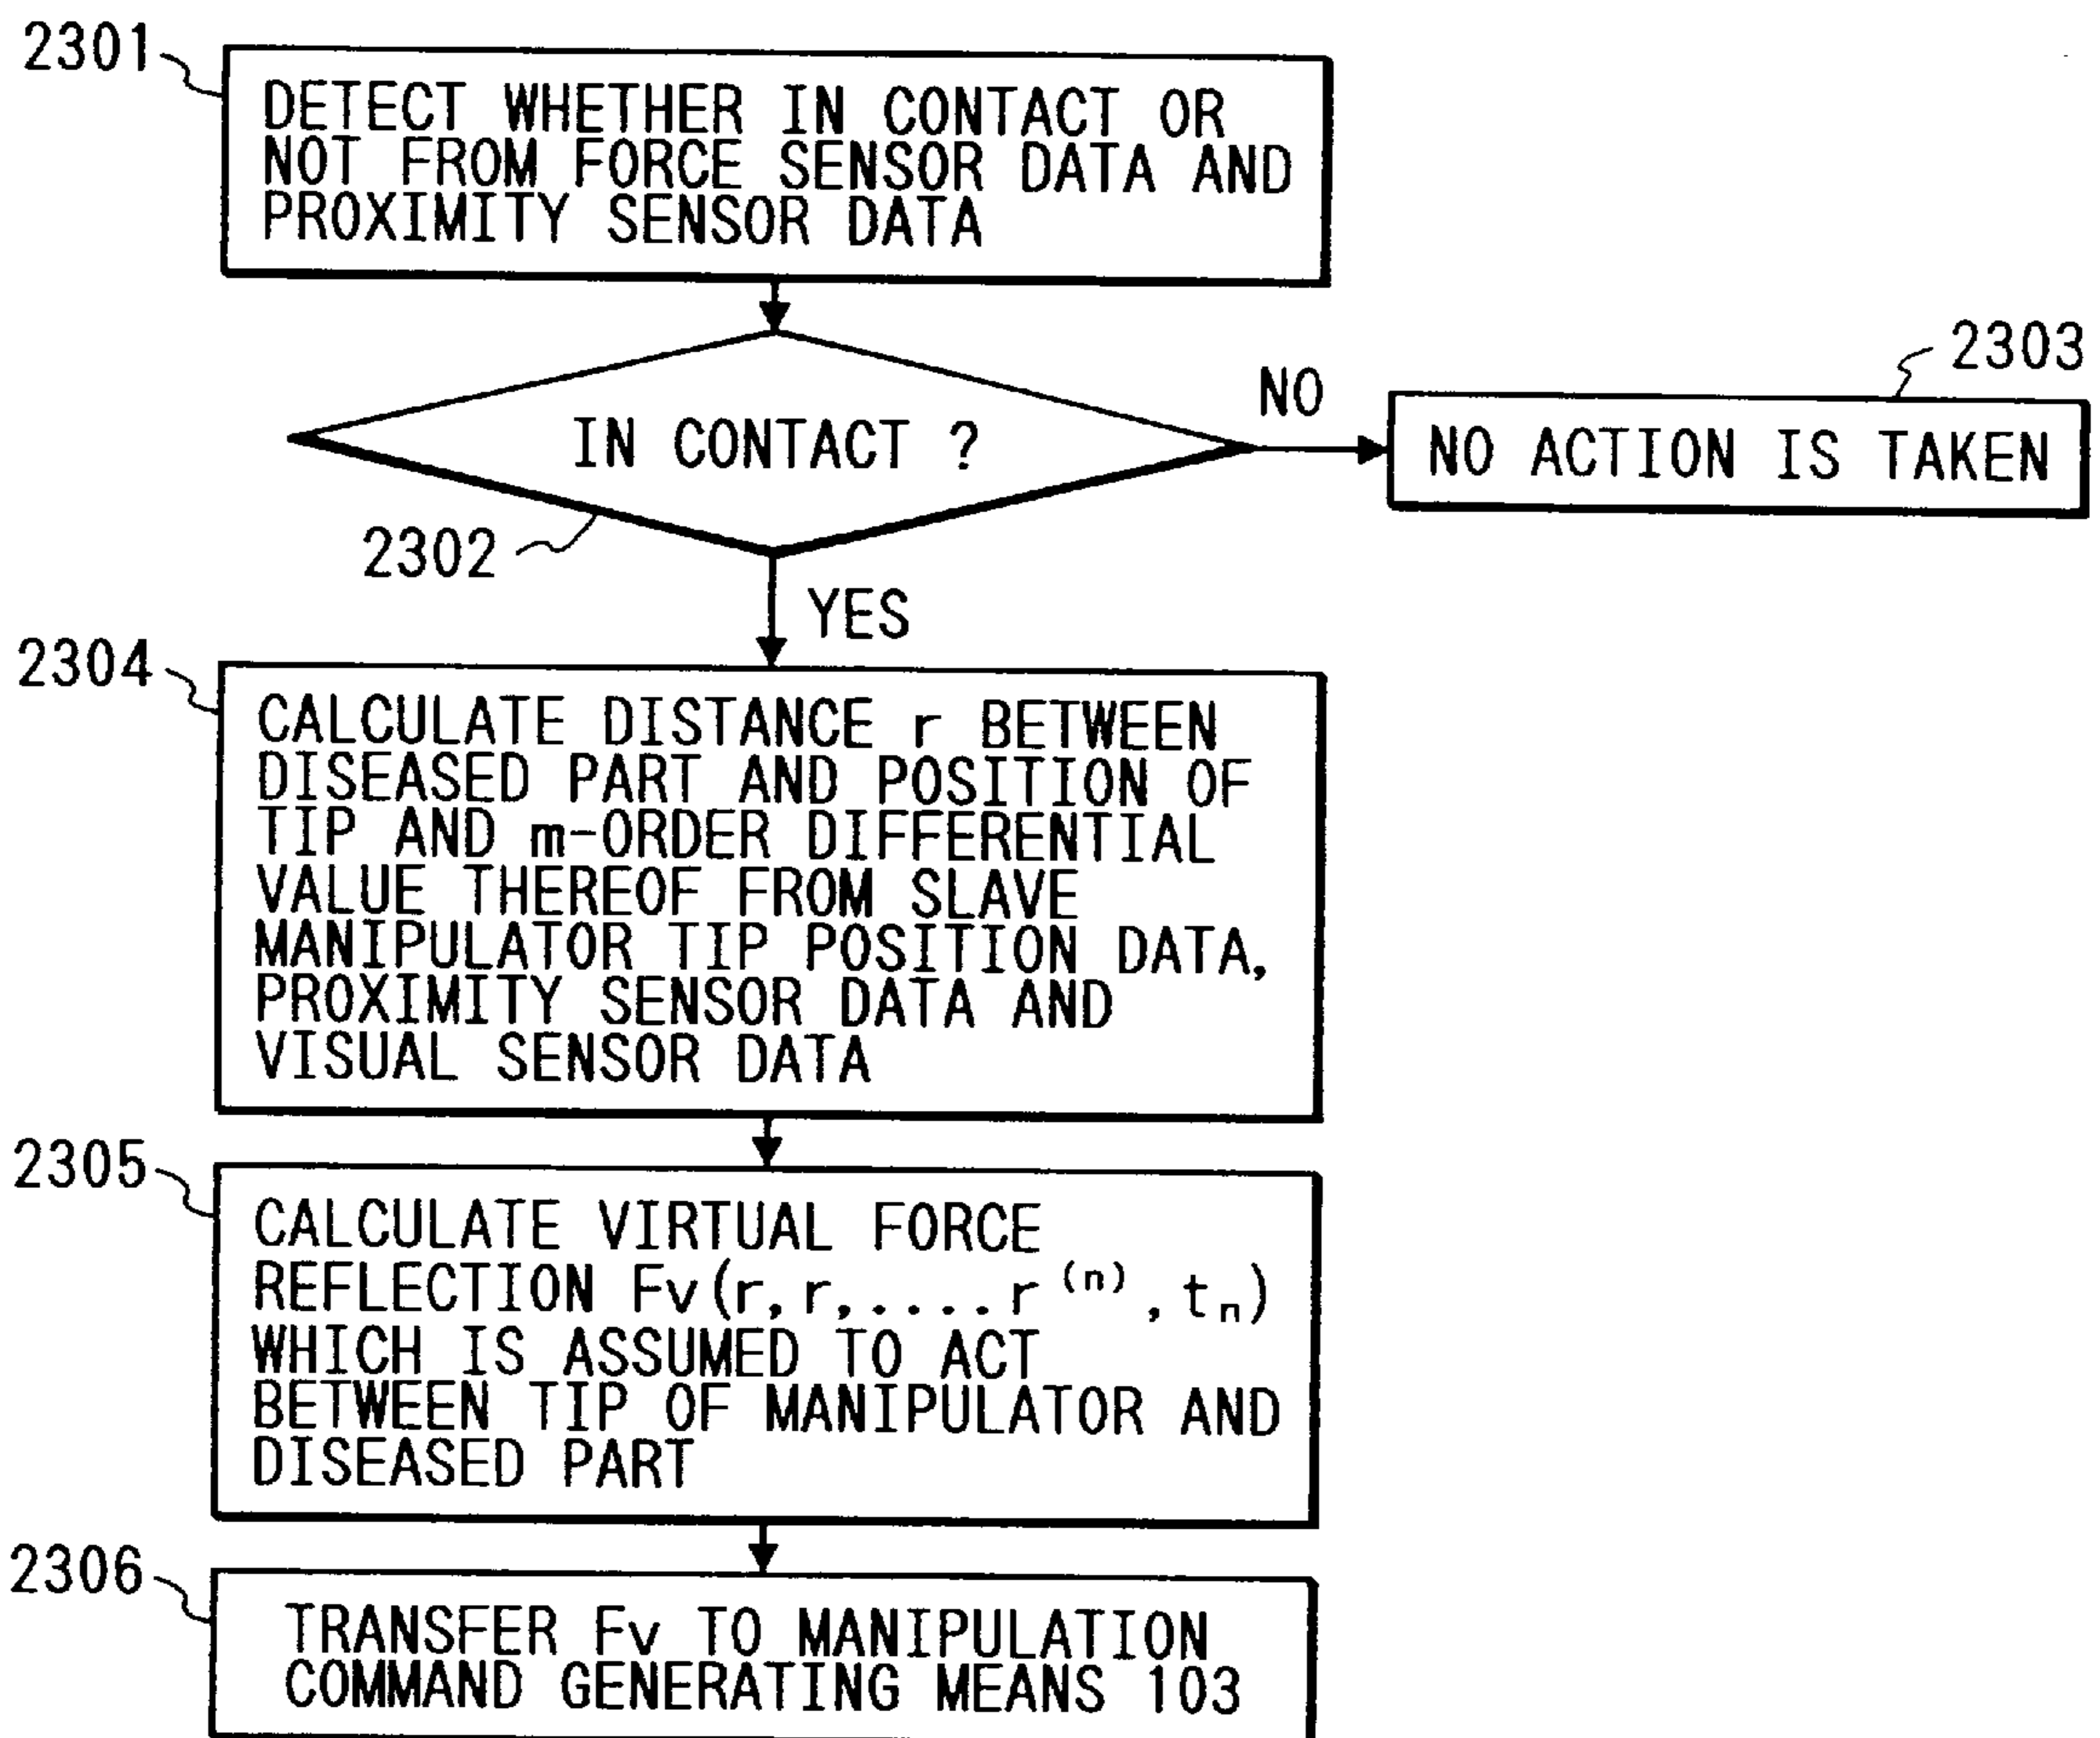 2301
DETECT WHETHER IN CONTACT OR
NOT FROM FORCE SENSOR DATA AND
PROXIMITY SENSOR DATA
IN CONTACT ?
NO
2303
NO ACTION IS TAKEN
2302
YES
2304
CALCULATE DISTANCE r BETWEEN
DISEASED PART AND POSITION OF
TIP AND m-ORDER DIFFERENTIAL
VALUE THEREOF FROM SLAVE
MANIPULATOR TIP POSITION DATA,
PROXIMITY SENSOR DATA AND
VISUAL SENSOR DATA
2305
CALCULATE VIRTUAL FORCE
REFLECTION Fv(r,r,....r⁽ⁿ⁾,tₙ)
WHICH IS ASSUMED TO ACT
BETWEEN TIP OF MANIPULATOR AND
DISEASED PART
2306
TRANSFER Fv TO MANIPULATION
COMMAND GENERATING MEANS 103